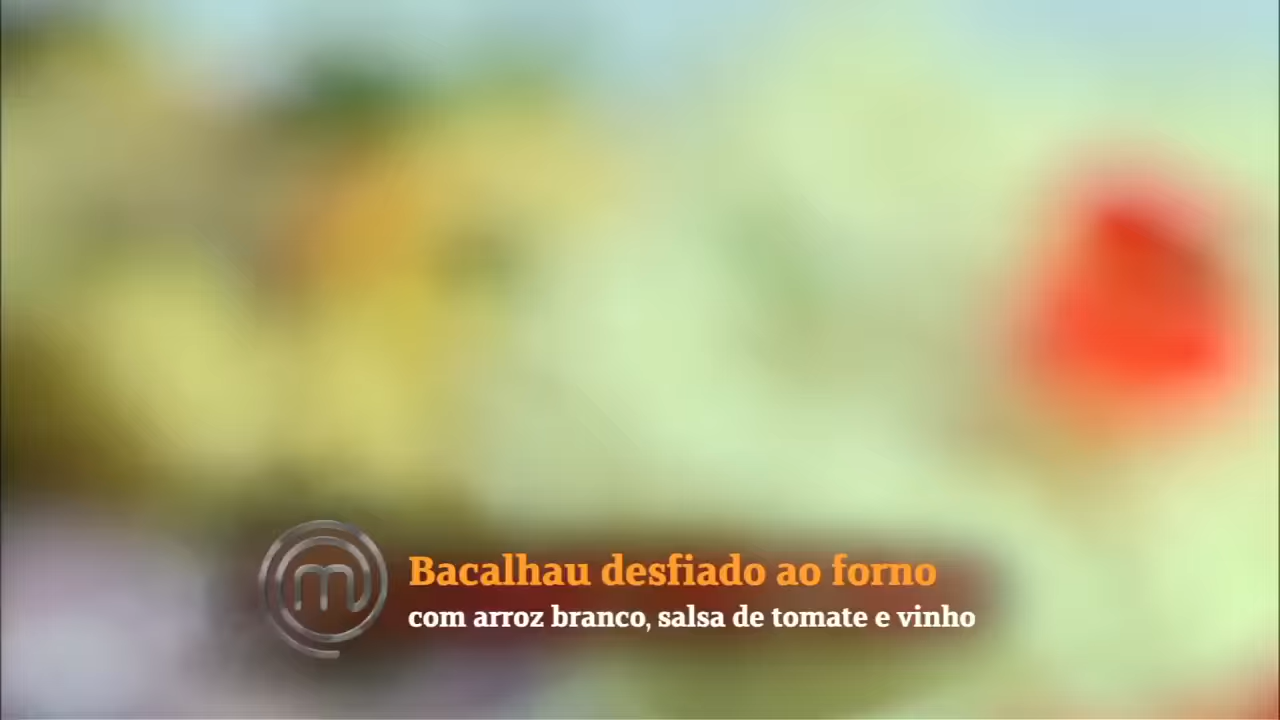 Bacalhau desfiado ao forno
com arroz branco, salsa de tomate e vinho